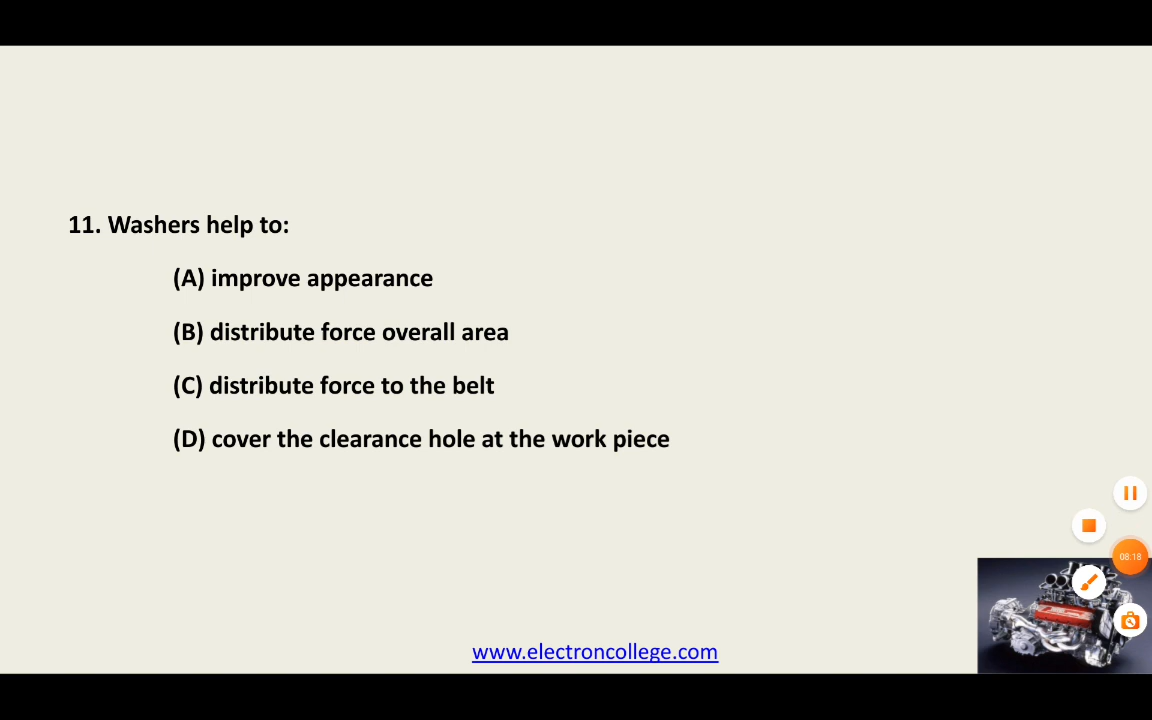 11. Washers help to:
(A) improve appearance
(B) distribute force overall area
(C) distribute force to the belt
(D) cover the clearance hole at the work piece
08:18
www.electroncollege.com